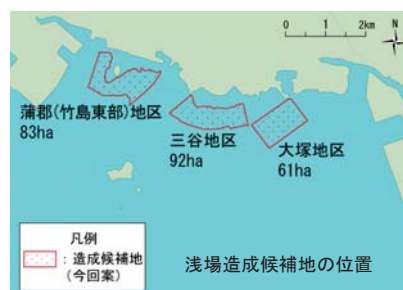 0 1 2km N
蒲郡(竹島東部)地区
83ha
三谷地区
92ha
大塚地区
61ha
凡例
:造成候補地
(今回案)
浅場造成候補地の位置